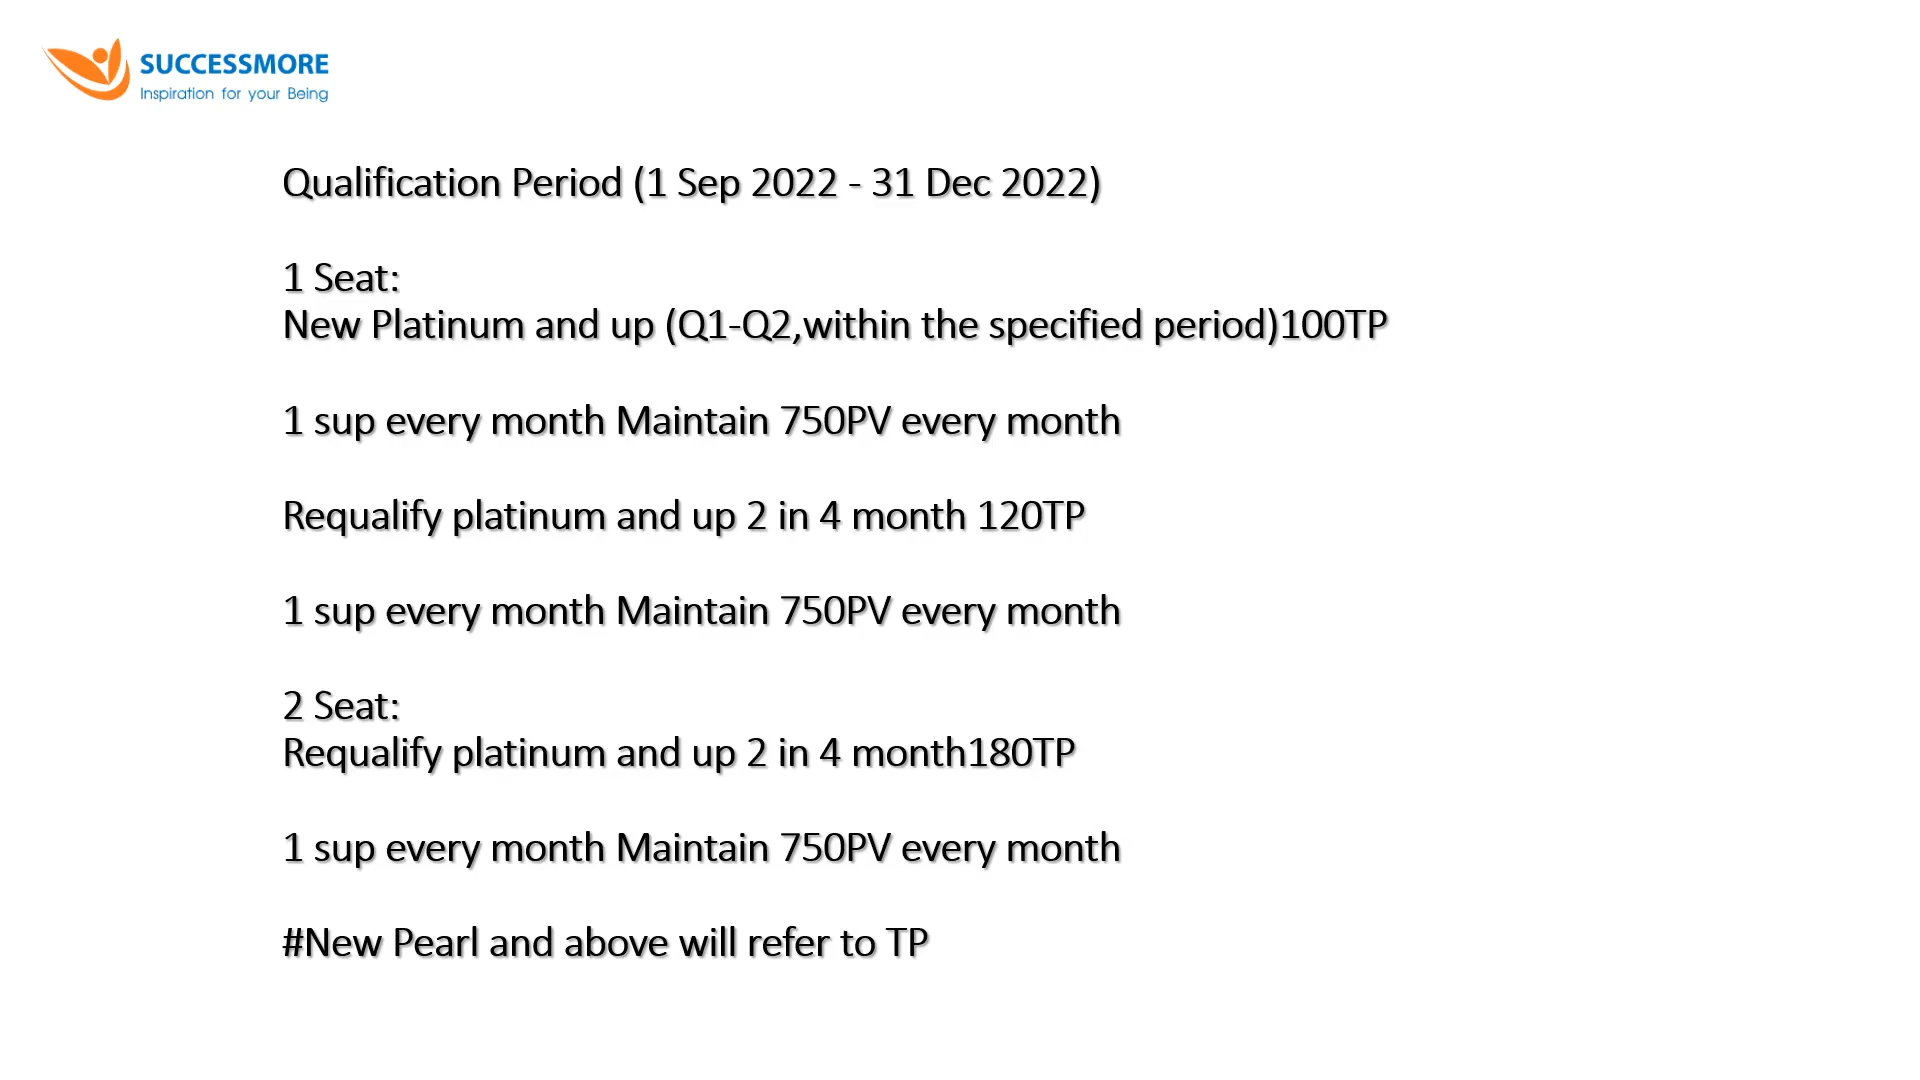 SUCCESSMORE
Inspiration for your Being
Qualification Period (1 Sep 2022 - 31 Dec 2022)
1 Seat:
New Platinum and up (Q1-Q2,within the specified period)100TP
1 sup every month Maintain 750PV every month
Requalify platinum and up 2 in 4 month 120TP
1 sup every month Maintain 750PV every month
2 Seat:
Requalify platinum and up 2 in 4 month180TP
1 sup every month Maintain 750PV every month
#New Pearl and above will refer to TP